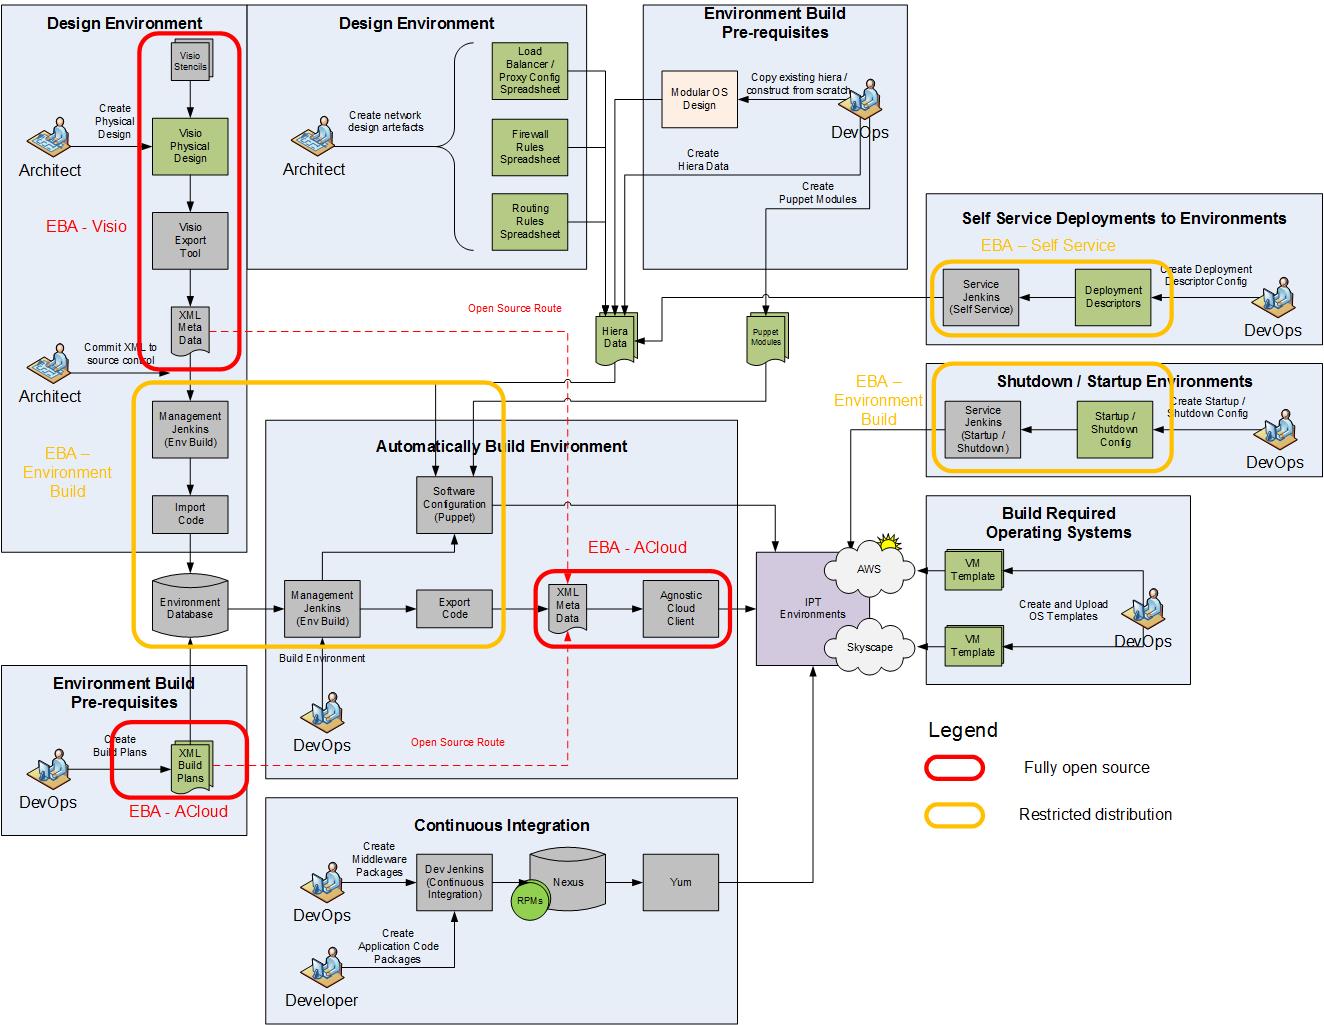 Design Environment
Visio
Stencils
Create
Physical
Design
Architect
Visio
Physical
Design
EBA - Visio
Visio
Export
Tool
XML
Meta
Data
Commit XML to
source control
Architect
Management
Jenkins
(Env Build)
EBA –
Environment
Build
Import
Code
Environment
Database
Design Environment
Create network
design artefacts
Architect
Load
Balancer /
Proxy Config
Spreadsheet
Firewall
Rules
Spreadsheet
Routing
Rules
Spreadsheet
Environment Build
Pre-requisites
Modular OS
Design
Copy existing hiera /
construct from scratch
DevOps
Create
Hiera Data
Create
Puppet Modules
Open Source Route
Hiera
Data
Puppet
Modules
Self Service Deployments to Environments
EBA – Self Service
Service
Jenkins
(Self Service)
Deployment
Descriptors
Create Deployment
Descriptor Config
DevOps
Shutdown / Startup Environments
EBA –
Environment
Build
Service
Jenkins
(Startup /
Shutdown)
Startup /
Shutdown
Config
Create Startup /
Shutdown Config
DevOps
Automatically Build Environment
Software
Configuration
(Puppet)
EBA - ACloud
Management
Jenkins
(Env Build)
Export
Code
XML
Meta
Data
Agnostic
Cloud
Client
Build Environment
DevOps
Open Source Route
IPT
Environments
AWS
Skyscape
Build Required
Operating Systems
VM
Template
VM
Template
Create and Upload
OS Templates
DevOps
Environment Build
Pre-requisites
Create
Build Plans
DevOps
XML
Build
Plans
EBA - ACloud
Legend
Fully open source
Restricted distribution
Continuous Integration
Create
Middleware
Packages
DevOps
Dev Jenkins
(Continuous
Integration)
RPMs
Nexus
Yum
Create
Application Code
Packages
Developer